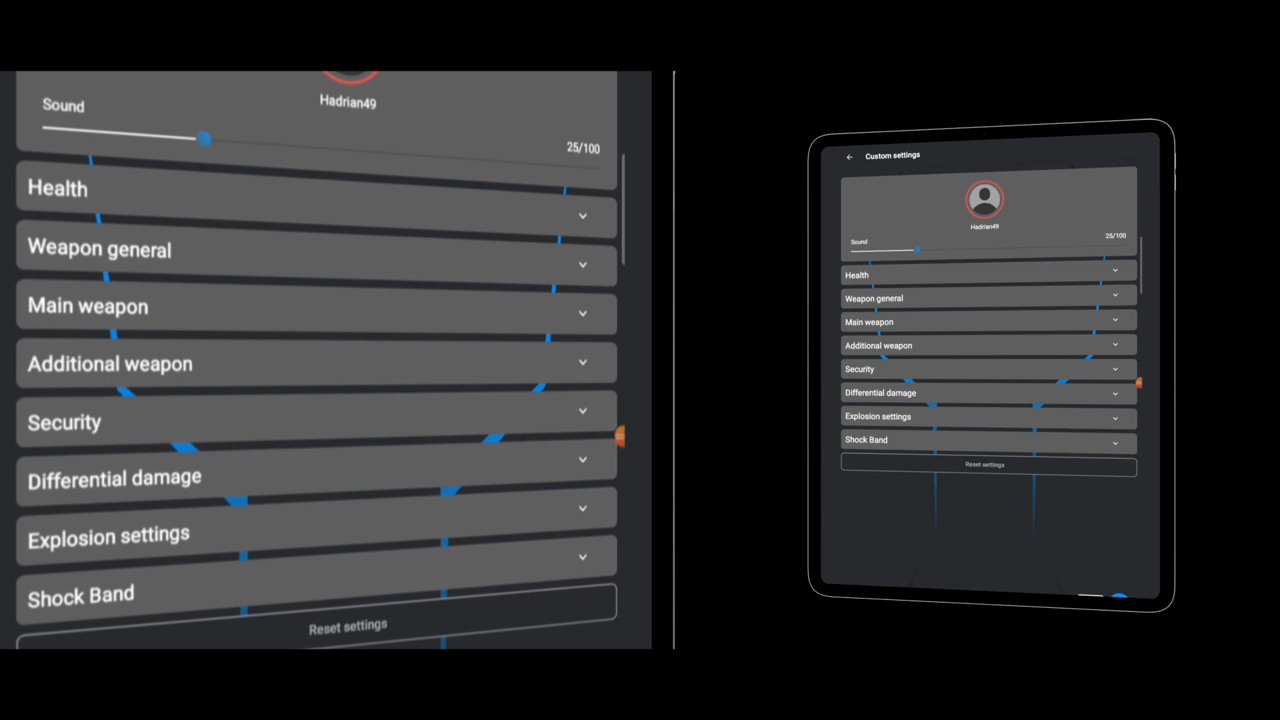 Hadrian49
Sound
25/100
Health
Weapon general
Main weapon
Additional weapon
Security
Differential damage
Explosion settings
Shock Band
Reset settings
Custom settings
Hadrian49
Sound
25/100
Health
Weapon general
Main weapon
Additional weapon
Security
Differential damage
Explosion settings
Shock Band
Reset settings